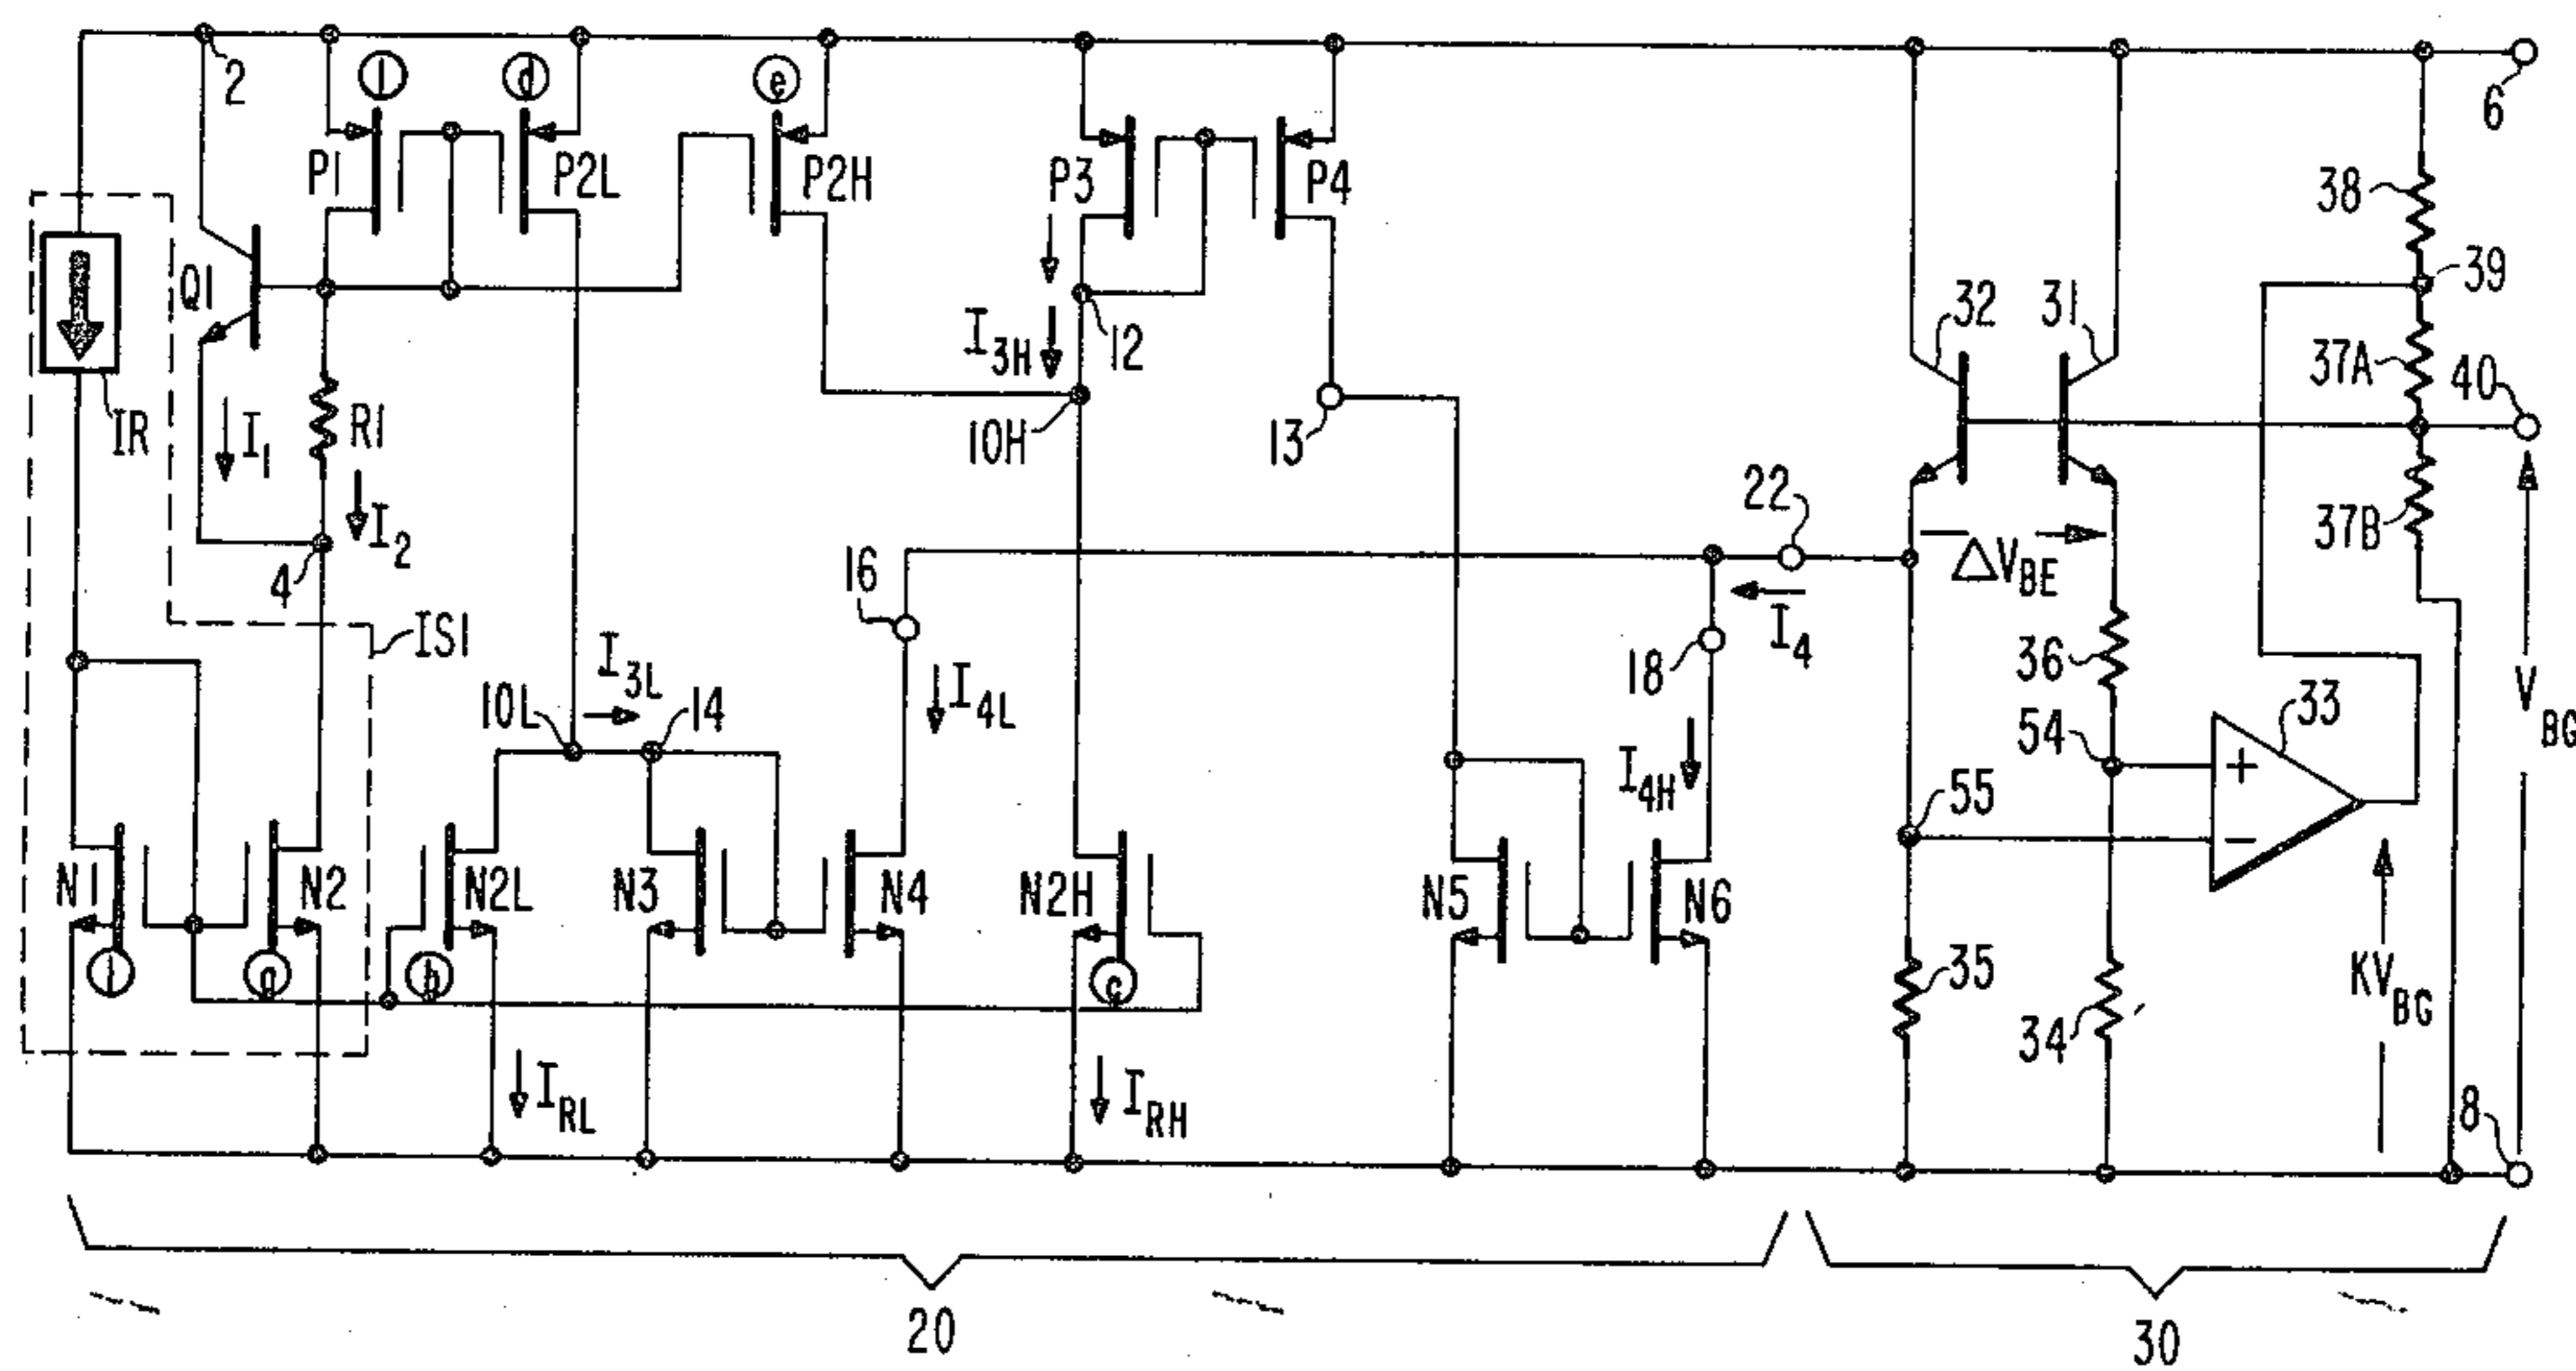 2
1
d
e
6
P1
P2L
P2H
P3
P4
38
Q1
39
32
31
I3H
12
37A
40
IR
I1
R1
10H
13
I2
22
37B
4
16
ΔVBE
IS1
I4
I3L
18
36
10L
14
I4L
33
VBG
54
I4H
55
+
−
N1
N2
N2L
N3
N4
N2H
N5
N6
1
a
b
c
35
34
KVBG
IRL
IRH
8
20
30